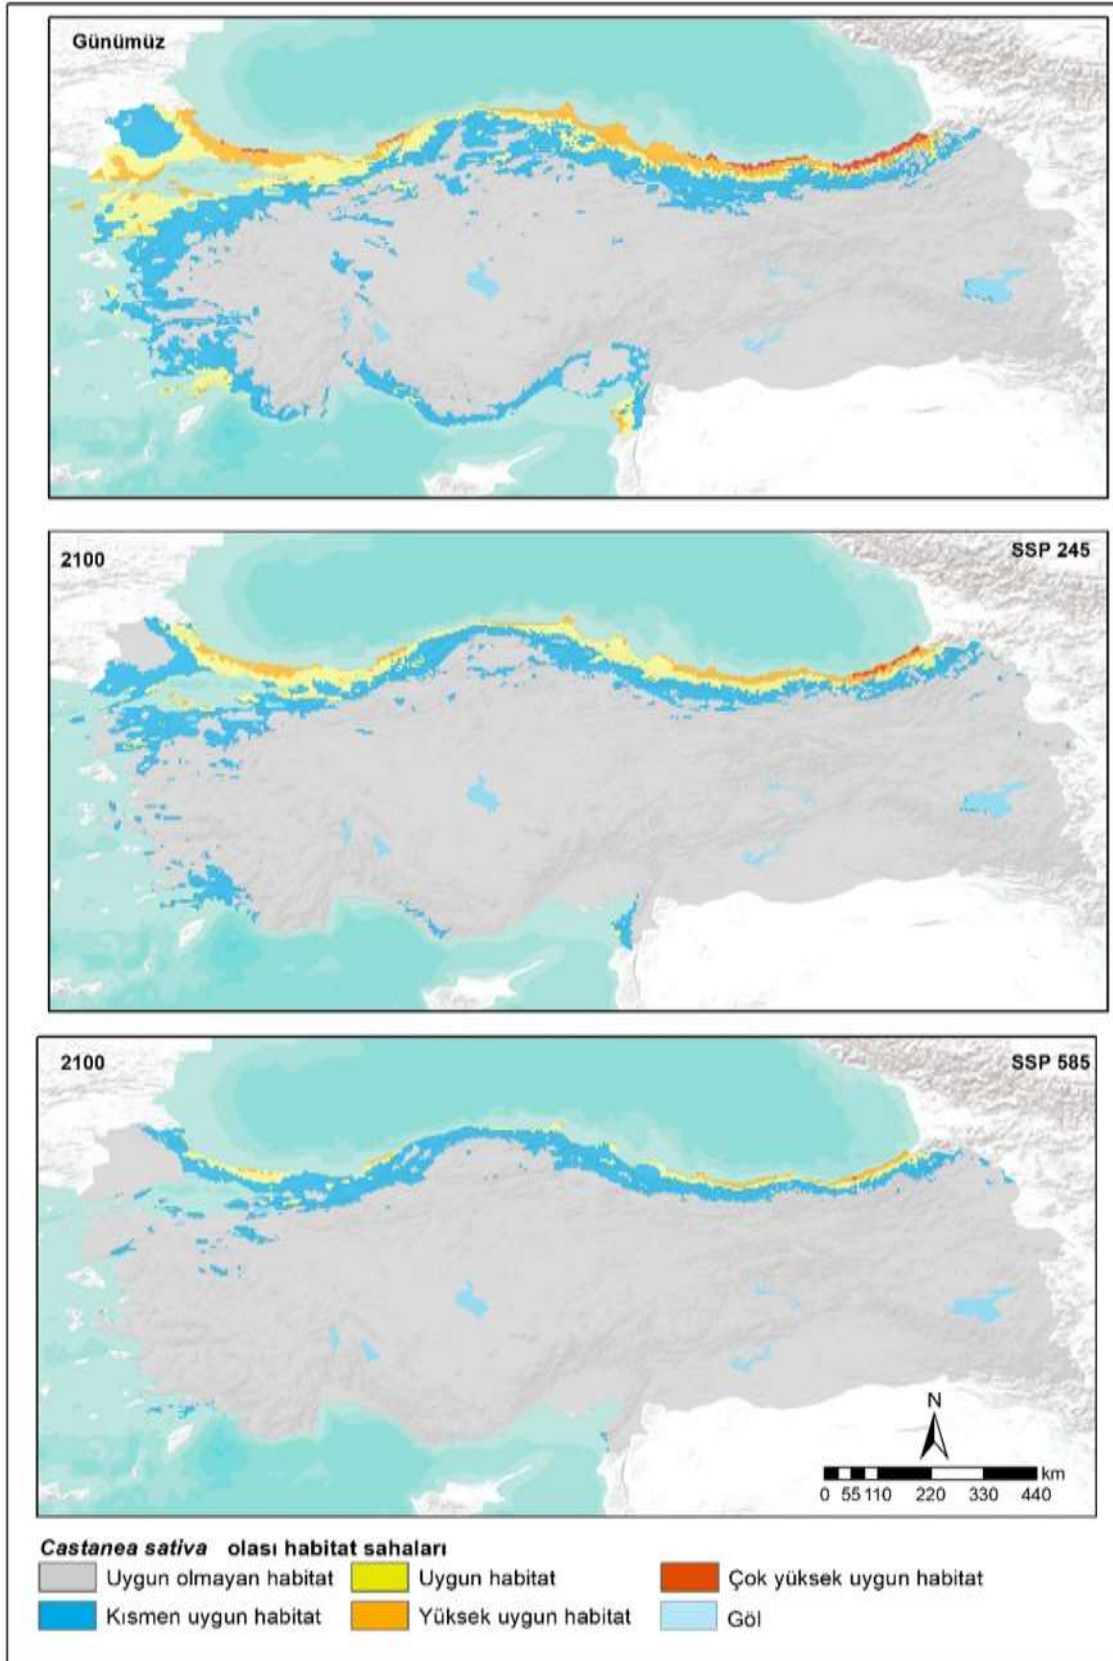 Günümüz
2100
SSP 245
2100
SSP 585
N
km
0 55 110 220 330 440
Castanea sativa olası habitat sahaları
Uygun olmayan habitat
Uygun habitat
Çok yüksek uygun habitat
Kısmen uygun habitat
Yüksek uygun habitat
Göl